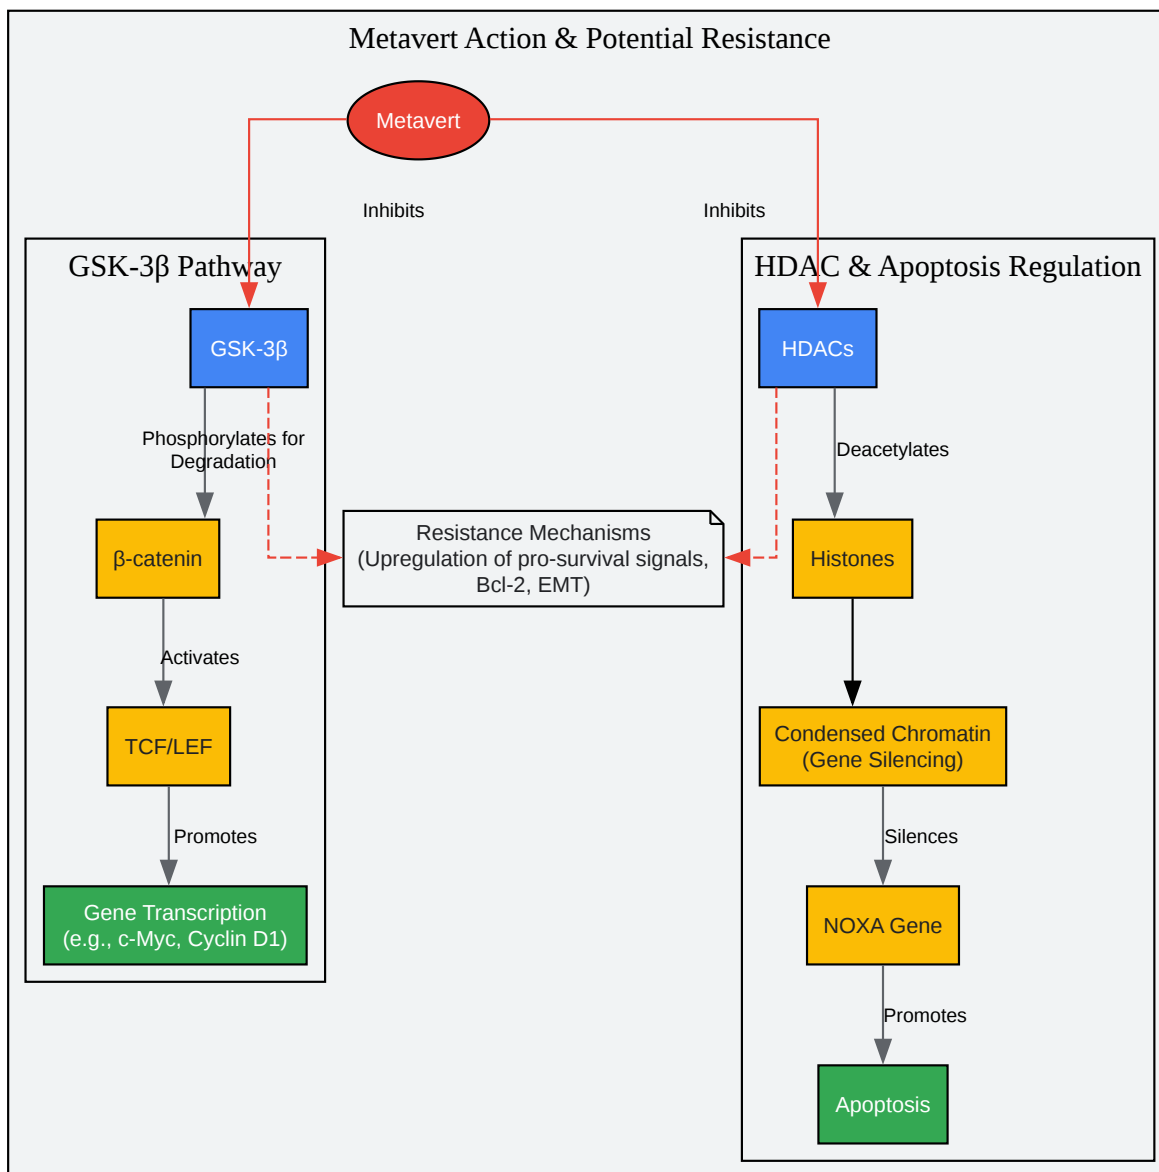 Metavert Action & Potential Resistance
Metavert
Inhibits
Inhibits
GSK-3β Pathway
GSK-3β
Phosphorylates for
Degradation
β-catenin
Activates
TCF/LEF
Promotes
Gene Transcription
(e.g., c-Myc, Cyclin D1)
Resistance Mechanisms
(Upregulation of pro-survival signals,
Bcl-2, EMT)
HDAC & Apoptosis Regulation
HDACs
Deacetylates
Histones
Condensed Chromatin
(Gene Silencing)
Silences
NOXA Gene
Promotes
Apoptosis